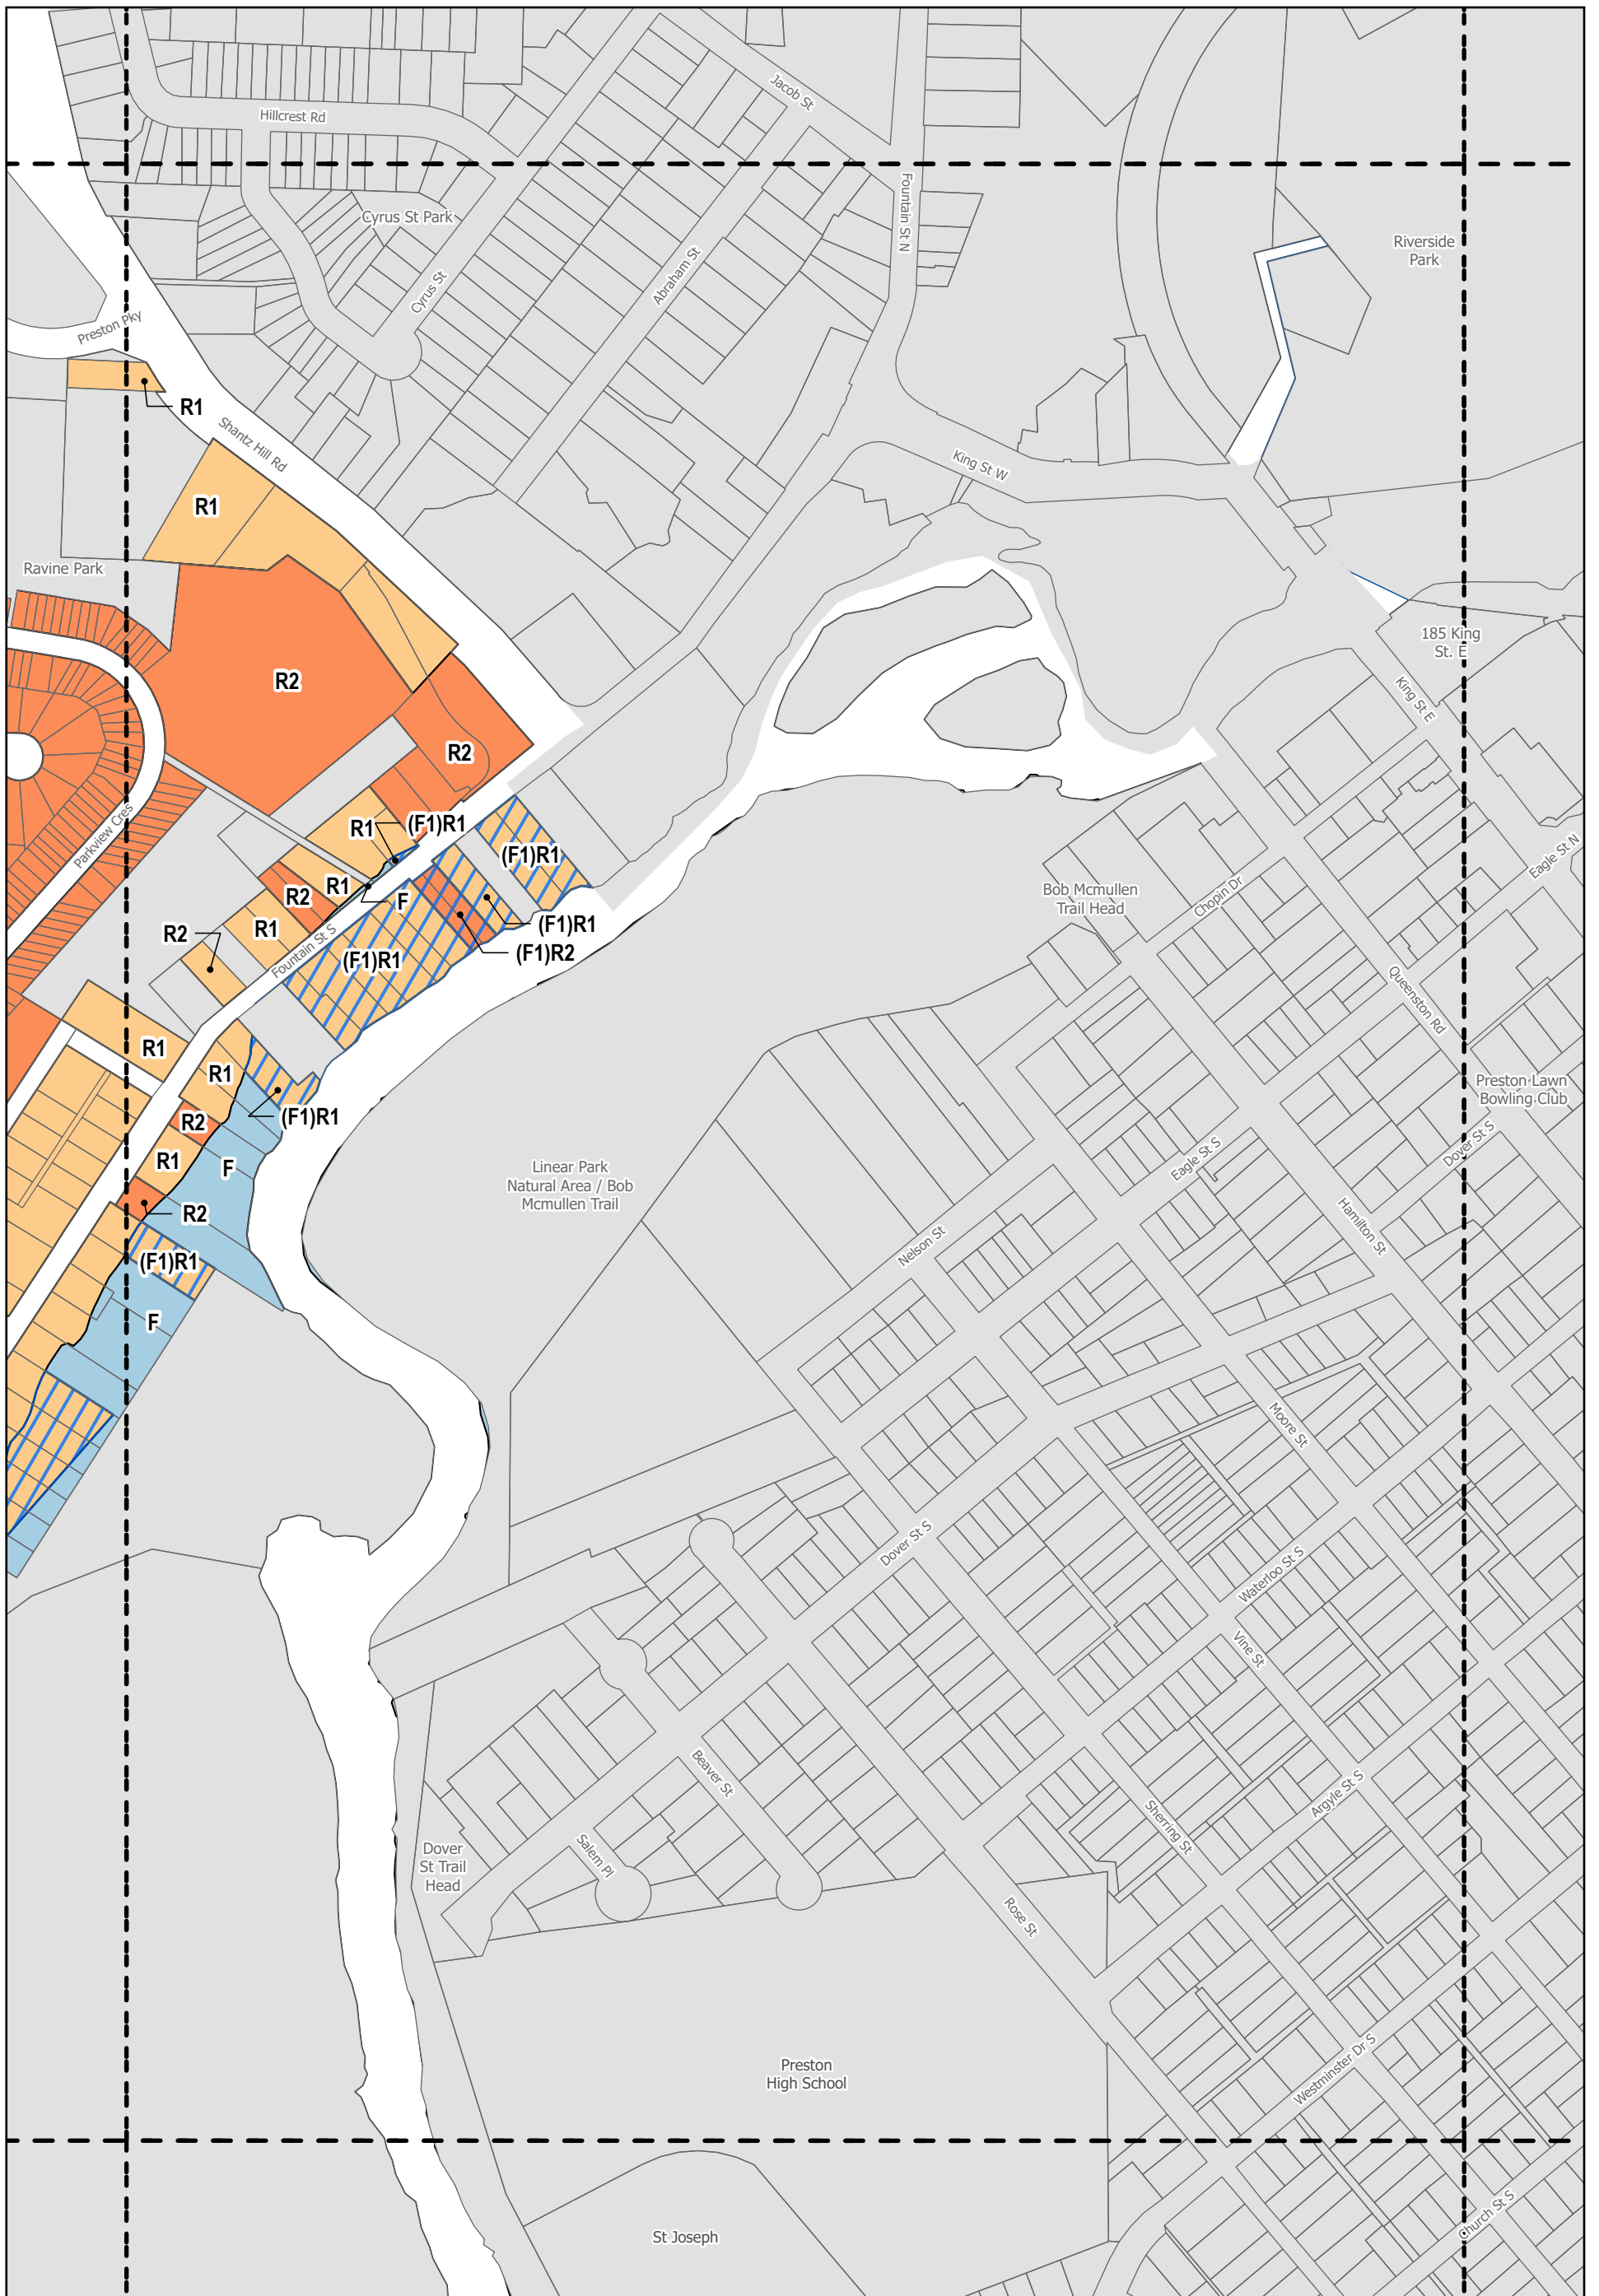 Jacob St
Hillcrest Rd
Fountain St N
Cyrus St Park
Riverside
Park
Abraham St
Cyrus St
Preston Pky
R1
Shantz Hill Rd
King St W
R1
Ravine Park
185 King
St. E
R2
King St E
R2
Parkview Cres
R1
(F1)R1
(F1)R1
Eagle St N
R1
R2
F
Bob Mcmullen
Trail Head
Chopin Dr
(F1)R1
R1
R2
Fountain St S
(F1)R1
(F1)R2
Queenston Rd
R1
R1
Preston Lawn
Bowling Club
(F1)R1
R2
Dover St S
Eagle St S
R1
F
Linear Park
Natural Area / Bob
Mcmullen Trail
R2
Hamilton St
Nelson St
(F1)R1
F
Moore St
Dover St S
Waterloo St S
Vine St
Beaver St
Argyle St S
Sherring St
Dover
St Trail
Head
Salem Pl
Rose St
Preston
High School
Westminster Dr S
Church St S
St Joseph